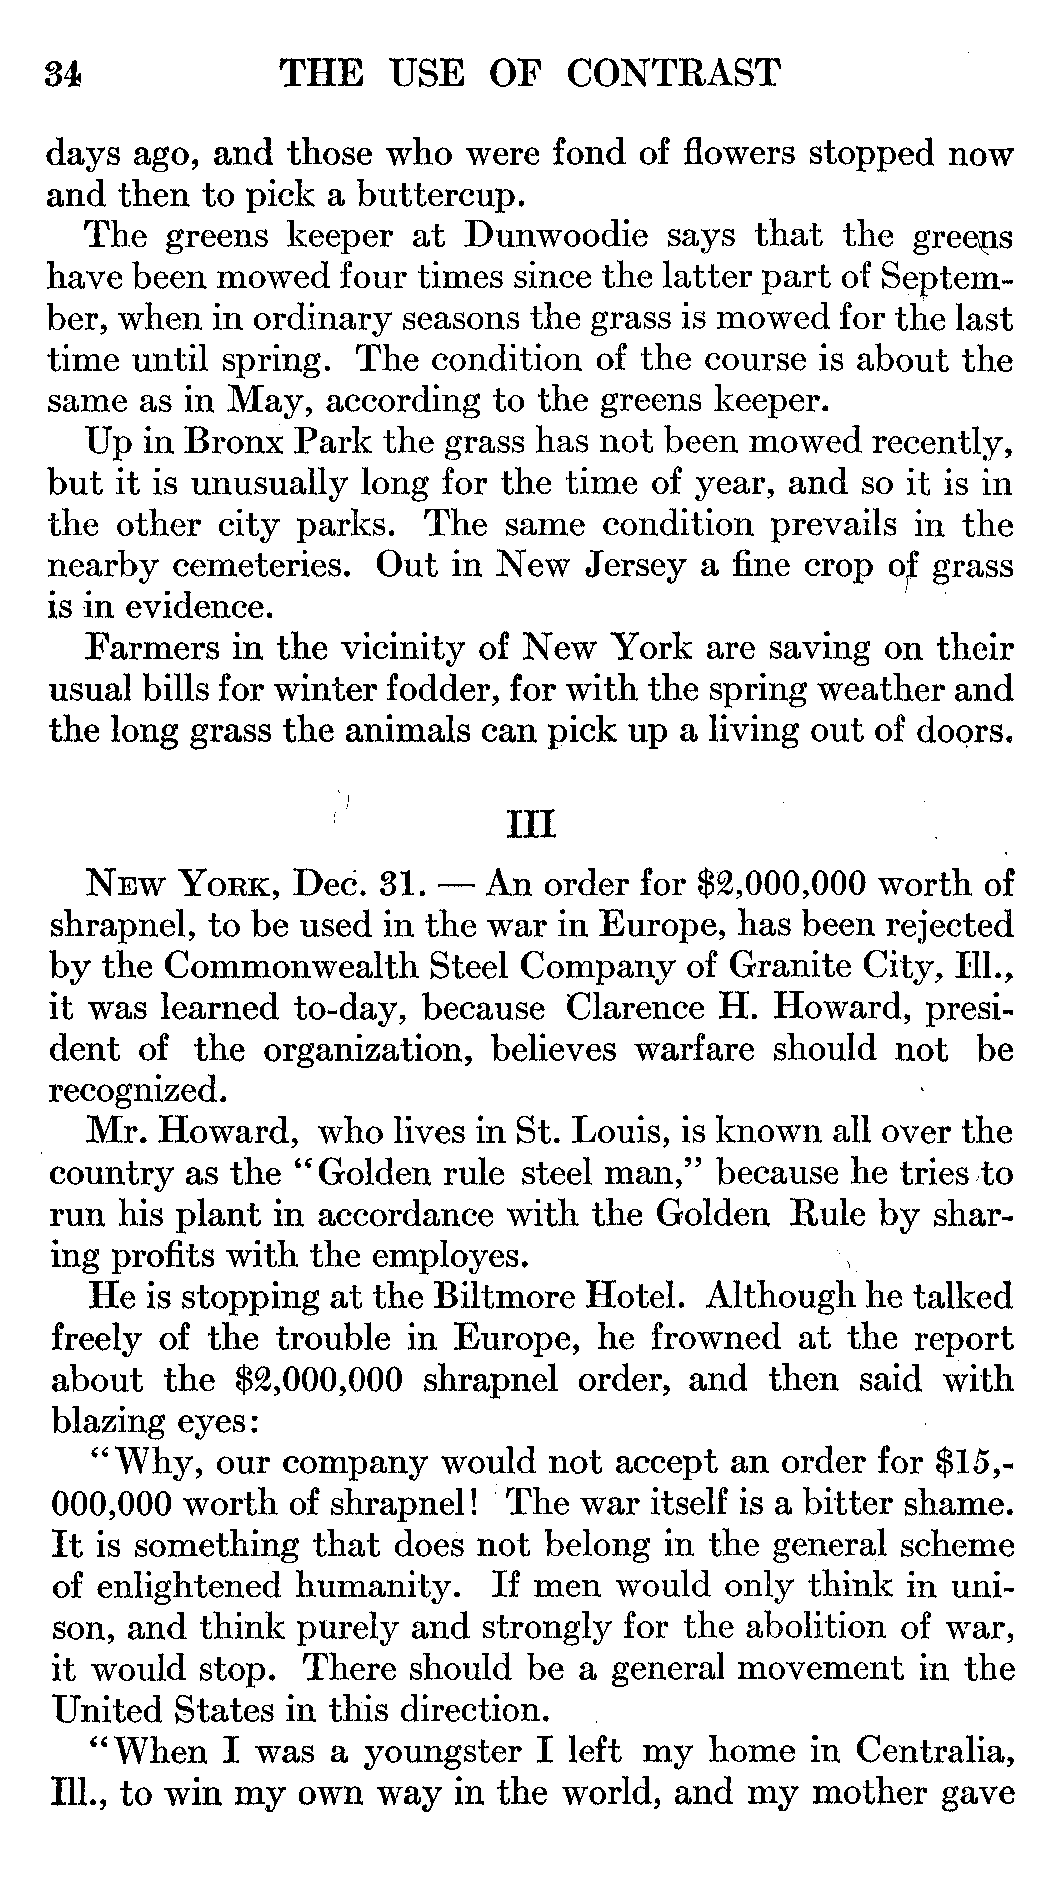 34 THE USE OF CONTRAST
days ago, and those who were fond of flowers stopped now
and then to pick a buttercup.
The greens keeper at Dunwoodie says that the greens
have been mowed four times since the latter part of Septem-
ber, when in ordinary seasons the grass is mowed for the last
time until spring. The condition of the course is about the
same as in May, according to the greens keeper.
Up in Bronx Park the grass has not been mowed recently,
but it is unusually long for the time of year, and so it is in
the other city parks. The same condition prevails in the
nearby cemeteries. Out in New Jersey a fine crop of grass
is in evidence.
Farmers in the vicinity of New York are saving on their
usual bills for winter fodder, for with the spring weather and
the long grass the animals can pick up a living out of doors.
III
NEW YORK, Dec. 31. — An order for $2,000,000 worth of
shrapnel, to be used in the war in Europe, has been rejected
by the Commonwealth Steel Company of Granite City, Ill.,
it was learned to-day, because Clarence H. Howard, presi-
dent of the organization, believes warfare should not be
recognized.
Mr. Howard, who lives in St. Louis, is known all over the
country as the "Golden rule steel man," because he tries to
run his plant in accordance with the Golden Rule by shar-
ing profits with the employes.
He is stopping at the Biltmore Hotel. Although he talked
freely of the trouble in Europe, he frowned at the report
about the $2,000,000 shrapnel order, and then said with
blazing eyes:
"Why, our company would not accept an order for $15,-
000,000 worth of shrapnel! The war itself is a bitter shame.
It is something that does not belong in the general scheme
of enlightened humanity. If men would only think in uni-
son, and think purely and strongly for the abolition of war,
it would stop. There should be a general movement in the
United States in this direction.
"When I was a youngster I left my home in Centralia,
Ill., to win my own way in the world, and my mother gave